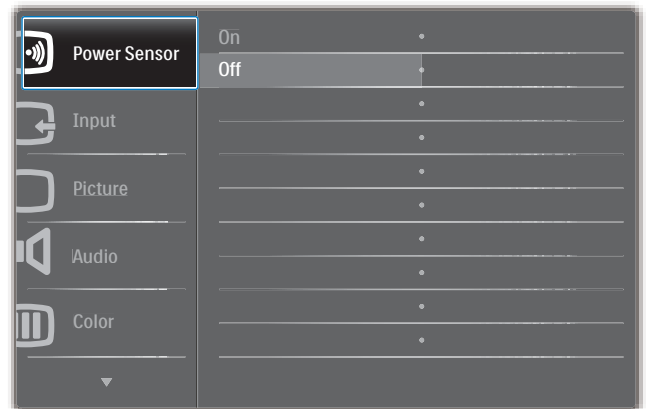 Power Sensor
On
Off
Input
Picture
Audio
Color